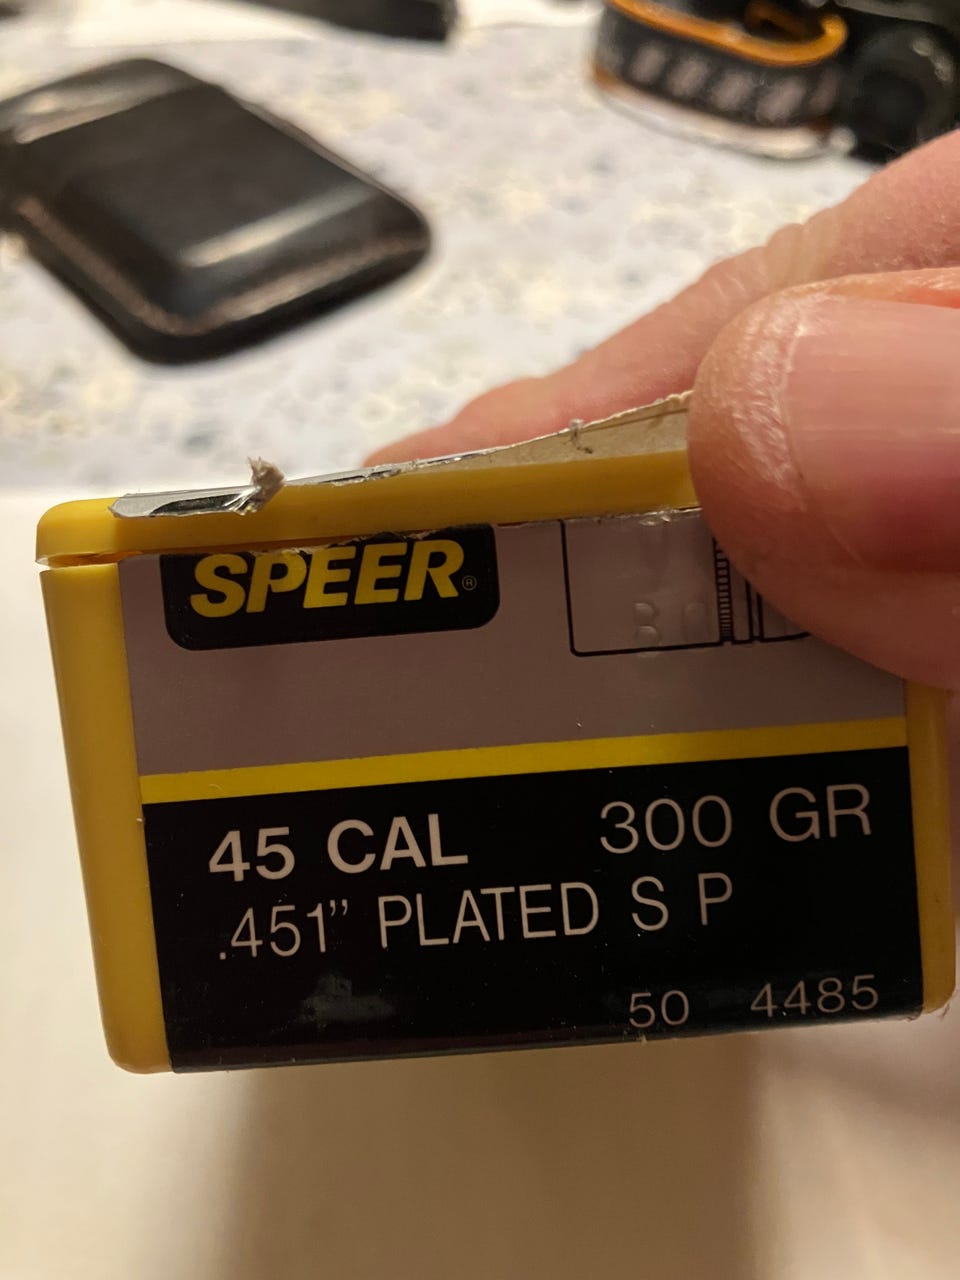 SPEER®
45 CAL 300 GR
.451" PLATED S P
50 4485